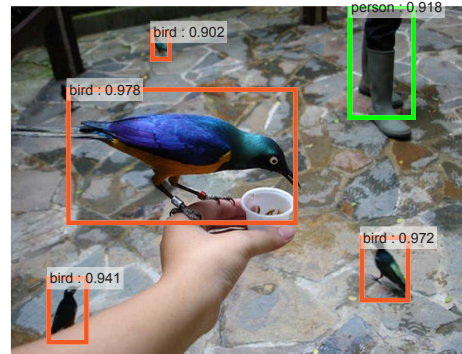 person : 0.918
bird : 0.902
bird : 0.978
bird : 0.972
bird : 0.941